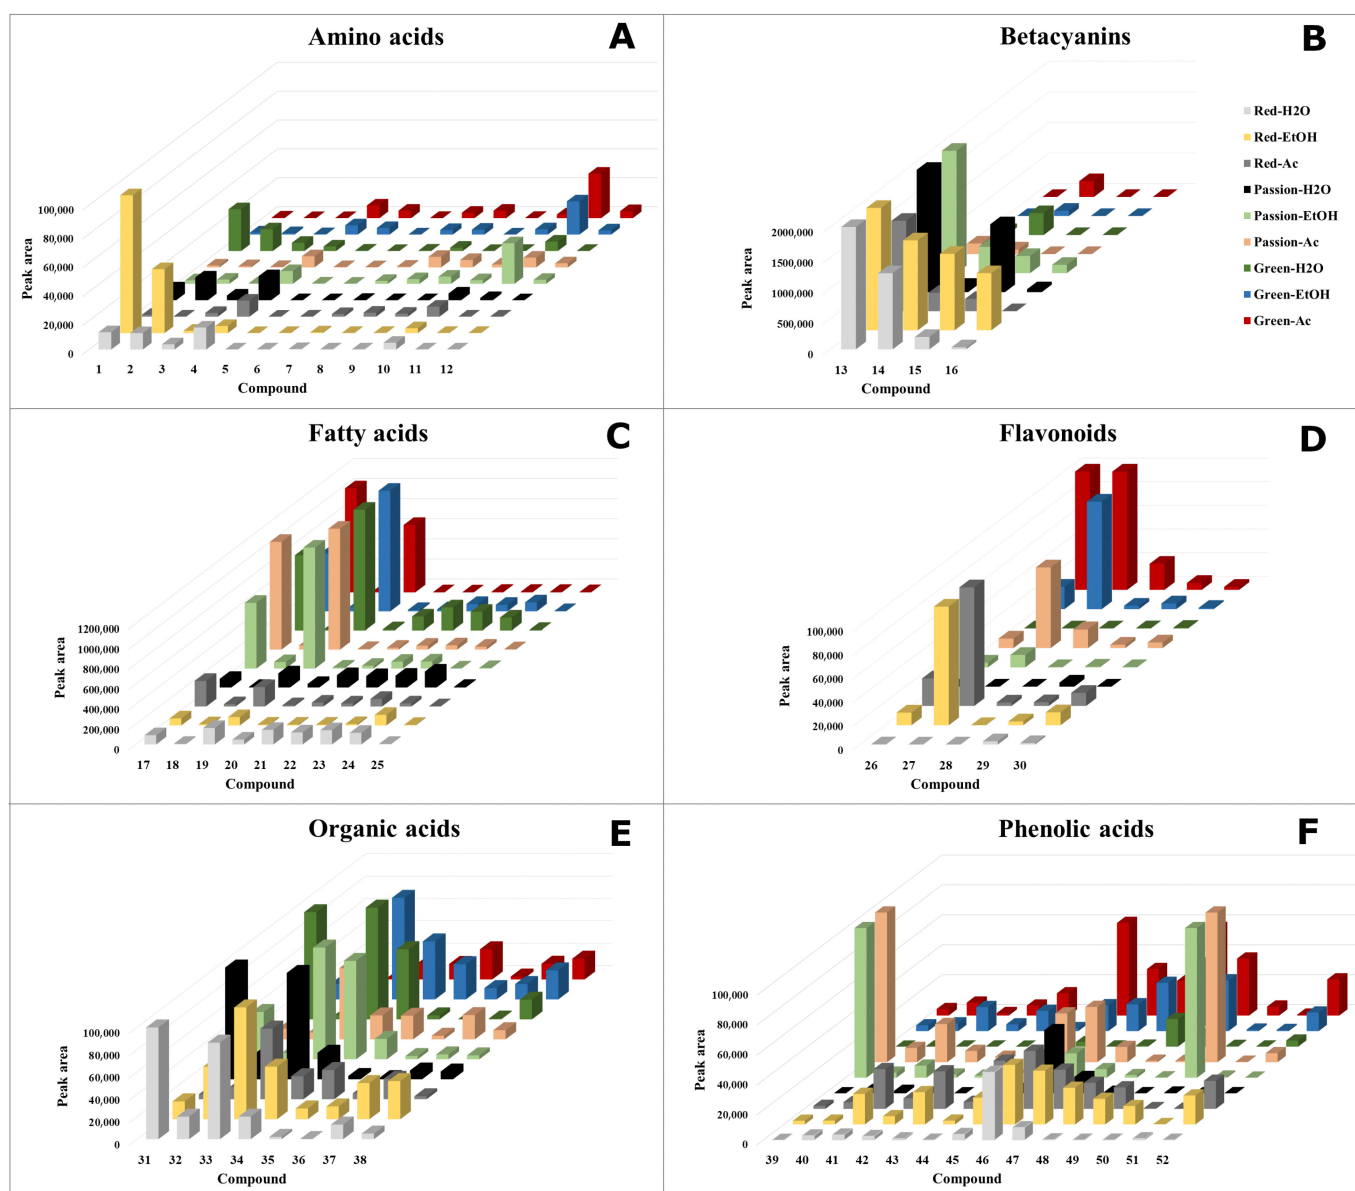 Amino acids
A
100,000
80,000
60,000
40,000
20,000
0
Peak area
1 2 3 4 5 6 7 8 9 10 11 12
Compound
Betacyanins
B
2000,000
1500,000
1000,000
500,000
0
Peak area
13 14 15 16
Compound
Red-H2O
Red-EtOH
Red-Ac
Passion-H2O
Passion-EtOH
Passion-Ac
Green-H2O
Green-EtOH
Green-Ac
Fatty acids
C
1200,000
1000,000
800,000
600,000
400,000
200,000
0
Peak area
17 18 19 20 21 22 23 24 25
Compound
Flavonoids
D
100,000
80,000
60,000
40,000
20,000
0
Peak area
26 27 28 29 30
Compound
Organic acids
E
100,000
80,000
60,000
40,000
20,000
0
Peak area
31 32 33 34 35 36 37 38
Compound
Phenolic acids
F
100,000
80,000
60,000
40,000
20,000
0
Peak area
39 40 41 42 43 44 45 46 47 48 49 50 51 52
Compound